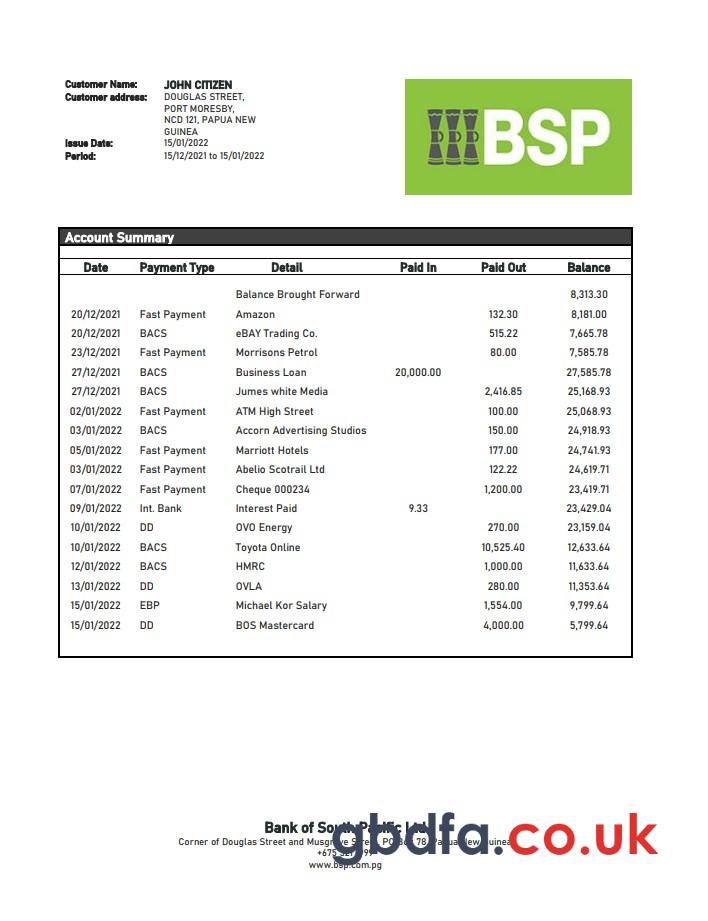 Customer Name: JOHN CITIZEN
Customer address: DOUGLAS STREET,
PORT MORESBY,
NCD 121, PAPUA NEW
GUINEA
Issue Date: 15/01/2022
Period: 15/12/2021 to 15/01/2022
BSP
Account Summary
Date Payment Type Detail Paid In Paid Out Balance
Balance Brought Forward 8,313.30
20/12/2021 Fast Payment Amazon 132.30 8,181.00
20/12/2021 BACS eBAY Trading Co. 515.22 7,665.78
23/12/2021 Fast Payment Morrisons Petrol 80.00 7,585.78
27/12/2021 BACS Business Loan 20,000.00 27,585.78
27/12/2021 BACS Jumes white Media 2,416.85 25,168.93
02/01/2022 Fast Payment ATM High Street 100.00 25,068.93
03/01/2022 BACS Accorn Advertising Studios 150.00 24,918.93
05/01/2022 Fast Payment Marriott Hotels 177.00 24,741.93
03/01/2022 Fast Payment Abelio Scotrail Ltd 122.22 24,619.71
07/01/2022 Fast Payment Cheque 000234 1,200.00 23,419.71
09/01/2022 Int. Bank Interest Paid 9.33 23,429.04
10/01/2022 DD OVO Energy 270.00 23,159.04
10/01/2022 BACS Toyota Online 10,525.40 12,633.64
12/01/2022 BACS HMRC 1,000.00 11,633.64
13/01/2022 DD OVLA 280.00 11,353.64
15/01/2022 EBP Michael Kor Salary 1,554.00 9,799.64
15/01/2022 DD BOS Mastercard 4,000.00 5,799.64
Bank of South Pacific Ltd
gbdfa.co.uk
Corner of Douglas Street and Musgrave Street, PO Box 78, Papua New Guinea
+675
www.bsp.com.pg